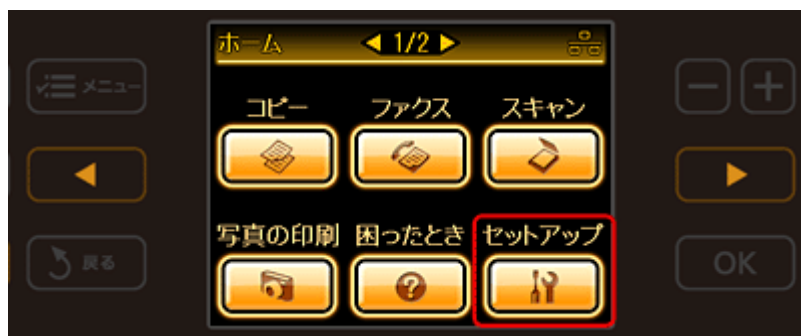 ホーム ◀ 1/2 ▶
メニュー
コピー ファクス スキャン
写真の印刷 困ったとき セットアップ
戻る
OK